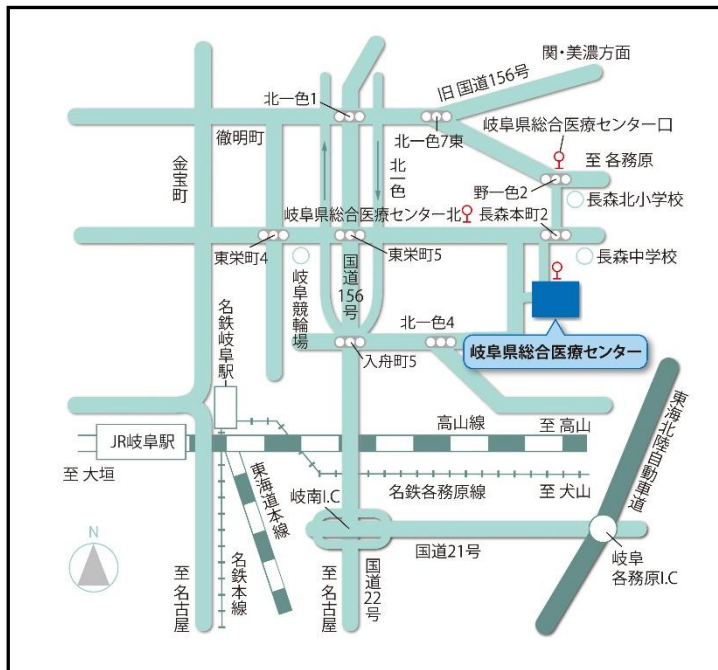 関・美濃方面
旧 国道156号
北一色1
岐阜県総合医療センター口
徹明町
北一色7東
至 各務原
金宝町
北一色
野一色2
長森北小学校
岐阜県総合医療センター北
長森本町2
東栄町4
東栄町5
長森中学校
国道156号
岐阜競輪場
名鉄岐阜駅
北一色4
入舟町5
岐阜県総合医療センター
東海北陸自動車道
高山線
至 高山
JR岐阜駅
至 大垣
東海道本線
名鉄各務原線
至 犬山
岐南I.C
国道21号
岐阜
各務原I.C
N
至 名古屋
名鉄本線
至 名古屋
国道22号